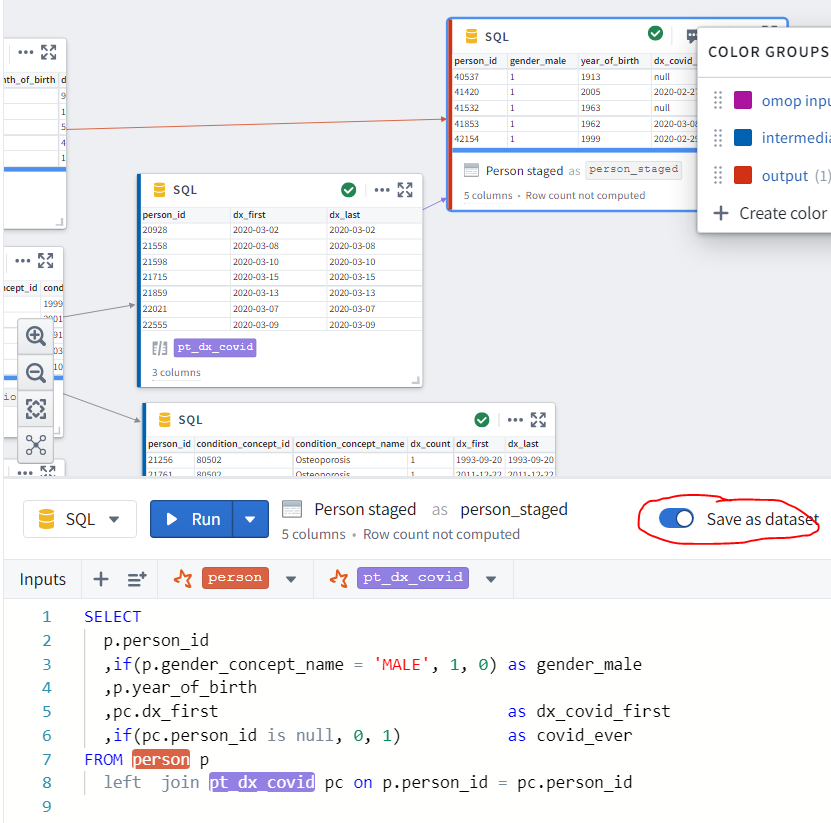 SQL
person_id gender_male year_of_birth dx_covid_
40537 1 1913 null
41420 1 2005 2020-02-27
41532 1 1963 null
41853 1 1962 2020-03-08
42154 1 1999 2020-02-29
Person staged as person_staged
5 columns • Row count not computed
COLOR GROUPS
omop inpu
intermedia
output (1)
+ Create color
nth_of_birth d
9
1
5
4
1
SQL
person_id dx_first dx_last
20928 2020-03-02 2020-03-02
21558 2020-03-08 2020-03-08
21598 2020-03-10 2020-03-10
21715 2020-03-15 2020-03-15
21859 2020-03-13 2020-03-13
22021 2020-03-07 2020-03-07
22555 2020-03-09 2020-03-09
pt_dx_covid
3 columns
cept_id cond
1999
2001
91
03
10
io
SQL
person_id condition_concept_id condition_concept_name dx_count dx_first dx_last
21256 80502 Osteoporosis 1 1993-09-20 1993-09-20
21761 80502 Osteoporosis 1 2011-12-22 2011-12-22
SQL
Run
Person staged as person_staged
5 columns • Row count not computed
Save as dataset
Inputs + person pt_dx_covid
1 SELECT
2 p.person_id
3 ,if(p.gender_concept_name = 'MALE', 1, 0) as gender_male
4 ,p.year_of_birth
5 ,pc.dx_first as dx_covid_first
6 ,if(pc.person_id is null, 0, 1) as covid_ever
7 FROM person p
8 left join pt_dx_covid pc on p.person_id = pc.person_id
9